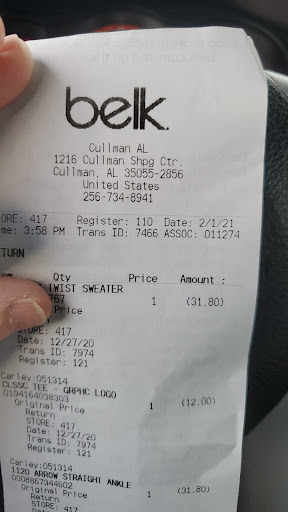 belk
Cullman AL
1216 Cullman Shpg Ctr.
Cullman, AL 35055-2856
United States
256-734-8941
ORE: 417 Register: 110 Date: 2/1/21
me: 3:58 PM Trans ID: 7466 ASSOC: 011274
ETURN
Qty Price Amount :
TWIST SWEATER
767 1 (31.80)
Price
STORE: 417
Date: 12/27/20
Trans ID: 7974
Register: 121
Carley:051314
CLSSC TEE - GRPHC LOGO
0194164038303 1 (12.00)
Original Price
Return
STORE: 417
Date: 12/27/20
Trans ID: 7974
Register: 121
Carley:051314
1120 ARROW STRAIGHT ANKLE
0008867344602 1 (31.80)
Original Price
Return
STORE: 417